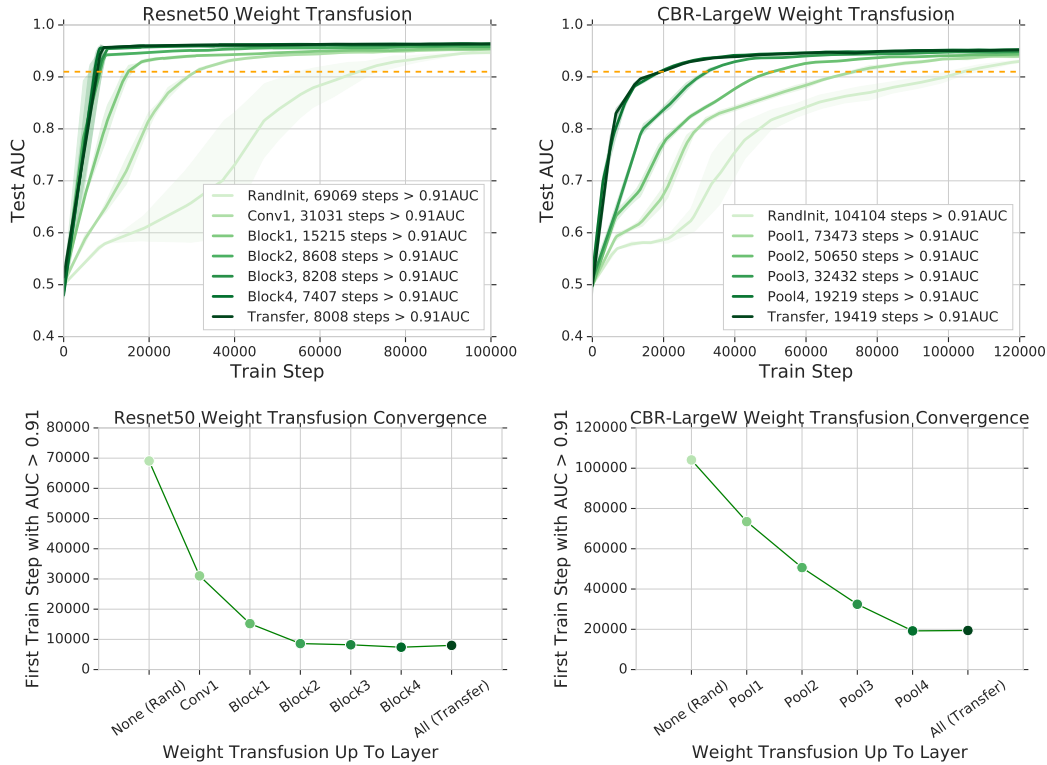 Resnet50 Weight Transfusion
1.0
0.9
0.8
0.7
0.6
0.5
0.4
Test AUC
RandInit, 69069 steps > 0.91AUC
Conv1, 31031 steps > 0.91AUC
Block1, 15215 steps > 0.91AUC
Block2, 8608 steps > 0.91AUC
Block3, 8208 steps > 0.91AUC
Block4, 7407 steps > 0.91AUC
Transfer, 8008 steps > 0.91AUC
0 20000 40000 60000 80000 100000
Train Step
CBR-LargeW Weight Transfusion
1.0
0.9
0.8
0.7
0.6
0.5
0.4
Test AUC
RandInit, 104104 steps > 0.91AUC
Pool1, 73473 steps > 0.91AUC
Pool2, 50650 steps > 0.91AUC
Pool3, 32432 steps > 0.91AUC
Pool4, 19219 steps > 0.91AUC
Transfer, 19419 steps > 0.91AUC
0 20000 40000 60000 80000 100000 120000
Train Step
Resnet50 Weight Transfusion Convergence
80000
70000
60000
50000
40000
30000
20000
10000
0
First Train Step with AUC > 0.91
None (Rand) Conv1 Block1 Block2 Block3 Block4 All (Transfer)
Weight Transfusion Up To Layer
CBR-LargeW Weight Transfusion Convergence
120000
100000
80000
60000
40000
20000
0
First Train Step with AUC > 0.91
None (Rand) Pool1 Pool2 Pool3 Pool4 All (Transfer)
Weight Transfusion Up To Layer